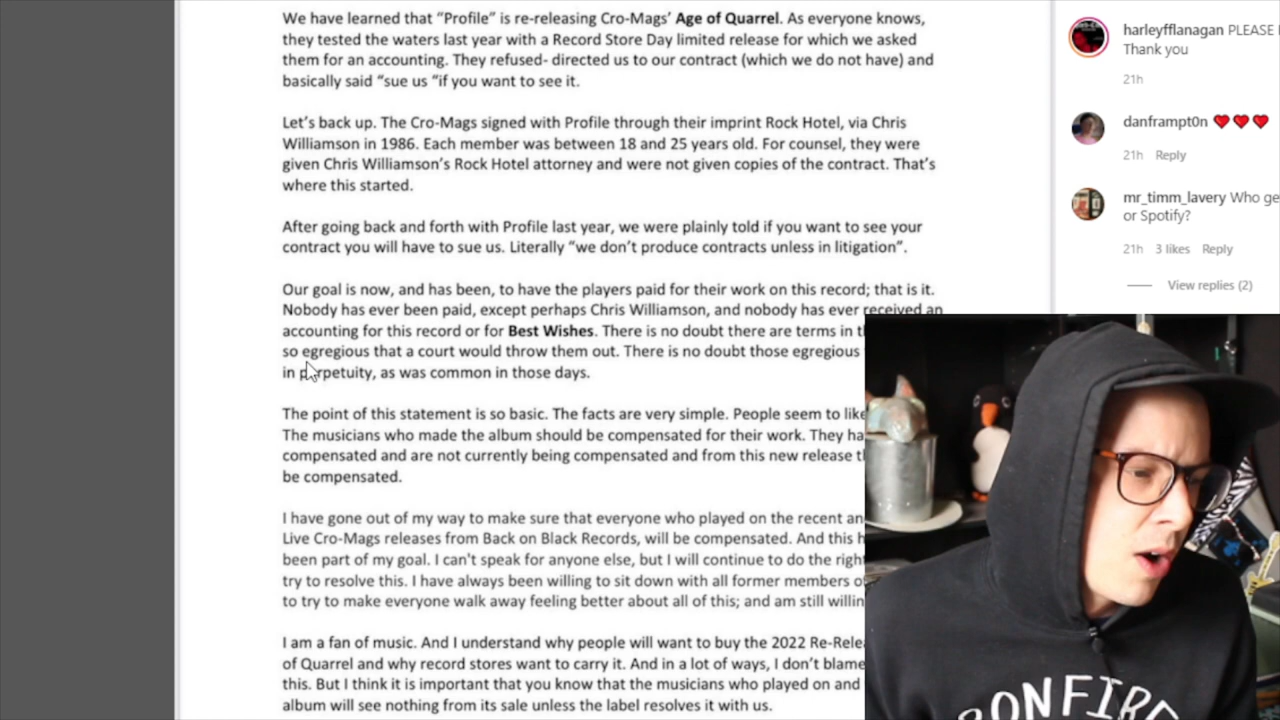 We have learned that “Profile” is re-releasing Cro-Mags’ Age of Quarrel. As everyone knows,
they tested the waters last year with a Record Store Day limited release for which we asked
them for an accounting. They refused- directed us to our contract (which we do not have) and
basically said “sue us ”if you want to see it.
Let’s back up. The Cro-Mags signed with Profile through their imprint Rock Hotel, via Chris
Williamson in 1986. Each member was between 18 and 25 years old. For counsel, they were
given Chris Williamson’s Rock Hotel attorney and were not given copies of the contract. That’s
where this started.
After going back and forth with Profile last year, we were plainly told if you want to see your
contract you will have to sue us. Literally “we don’t produce contracts unless in litigation”.
Our goal is now, and has been, to have the players paid for their work on this record; that is it.
Nobody has ever been paid, except perhaps Chris Williamson, and nobody has ever received an
accounting for this record or for Best Wishes. There is no doubt there are terms in
so egregious that a court would throw them out. There is no doubt those egregious
in perpetuity, as was common in those days.
The point of this statement is so basic. The facts are very simple. People seem to like
The musicians who made the album should be compensated for their work. They
compensated and are not currently being compensated and from this new release
be compensated.
I have gone out of my way to make sure that everyone who played on the recent
Live Cro-Mags releases from Back on Black Records, will be compensated. And this
been part of my goal. I can't speak for anyone else, but I will continue to do the
try to resolve this. I have always been willing to sit down with all former members
to try to make everyone walk away feeling better about all of this; and am still
I am a fan of music. And I understand why people will want to buy the 2022
of Quarrel and why record stores want to carry it. And in a lot of ways, I don’t blame
this. But I think it is important that you know that the musicians who played on and
album will see nothing from its sale unless the label resolves it with us.
harleyfflanagan PLEASE
Thank you
21h
danframpt0n ❤️❤️❤️
21h Reply
mr_timm_lavery Who
or Spotify?
21h 3 likes Reply
View replies (2)
BONFIRE